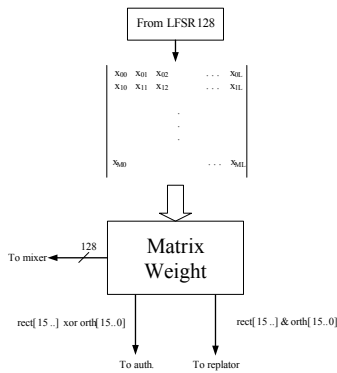 From LFSR128
x00 x01 x02 . . . x0L
x10 x11 x12 . . . x1L
.
.
.
xM0 . . . xML
Matrix
Weight
128
To mixer
rect[ 15 ..] xor orth[ 15..0]
rect[ 15 ..] & orth[ 15..0]
To auth.
To replator